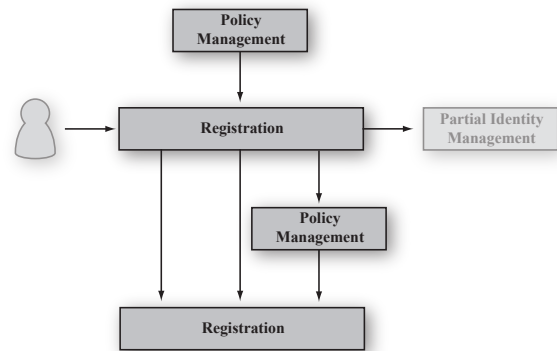 Policy
Management
Registration
Partial Identity
Management
Policy
Management
Registration